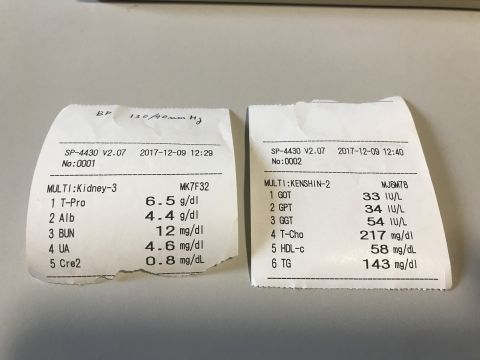 BP 130/90mmHg
SP-4430 V2.07 2017-12-09 12:29
No:0001
MULTI:Kidney-3 MK7F32
1 T-Pro 6.5 g/dl
2 Alb 4.4 g/dl
3 BUN 12 mg/dl
4 UA 4.6 mg/dl
5 Cre2 0.8 mg/dL
SP-4430 V2.07 2017-12-09 12:40
No:0002
MULTI:KENSHIN-2 MJ6M78
1 GOT 33 IU/L
2 GPT 34 IU/L
3 GGT 54 IU/L
4 T-Cho 217 mg/dl
5 HDL-c 58 mg/dL
6 TG 143 mg/dl